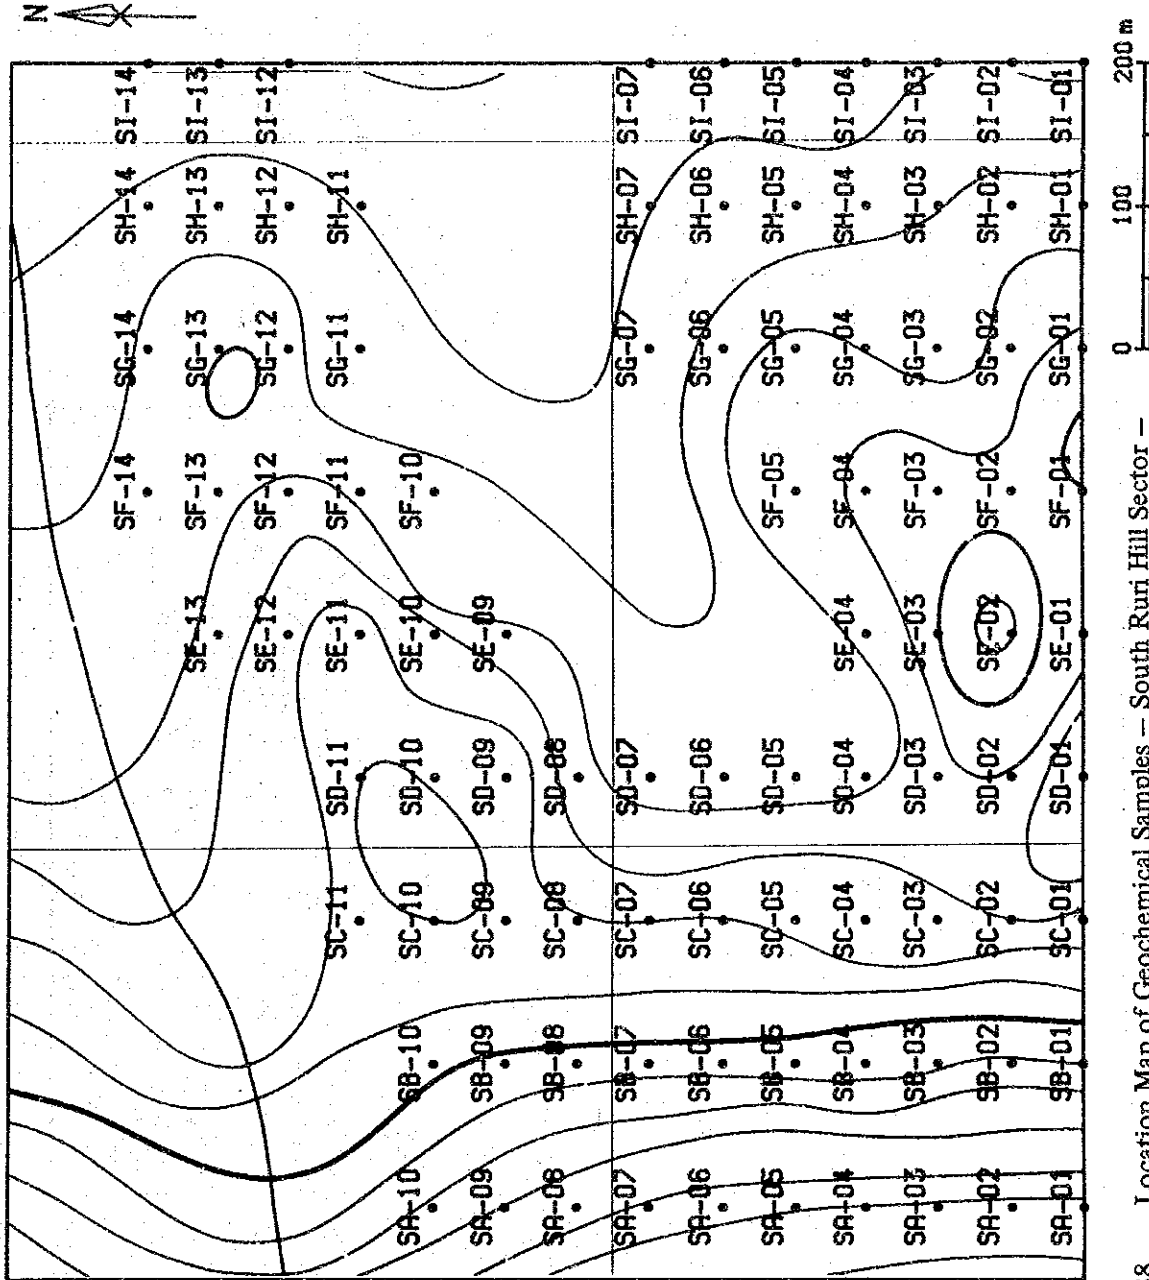 N
SF-14 SG-14 SH-14 SI-14
SE-13 SF-13 SG-13 SH-13 SI-13
SE-12 SF-12 SG-12 SH-12 SI-12
SC-11 SD-11 SE-11 SF-11 SG-11 SH-11
SA-10 SB-10 SC-10 SD-10 SE-10 SF-10
SA-09 SB-09 SC-09 SD-09 SE-09
SA-08 SB-08 SC-08 SD-08
SA-07 SB-07 SC-07 SD-07 SG-07 SH-07 SI-07
SA-06 SB-06 SC-06 SD-06 SG-06 SH-06 SI-06
SA-05 SB-05 SC-05 SD-05 SF-05 SG-05 SH-05 SI-05
SA-04 SB-04 SC-04 SD-04 SE-04 SF-04 SG-04 SH-04 SI-04
SA-03 SB-03 SC-03 SD-03 SE-03 SF-03 SG-03 SH-03 SI-03
SA-02 SB-02 SC-02 SD-02 SE-02 SF-02 SG-02 SH-02 SI-02
SA-01 SB-01 SC-01 SD-01 SE-01 SF-01 SG-01 SH-01 SI-01
0 100 200 m
8 Location Map of Geochemical Samples – South Ruri Hill Sector –